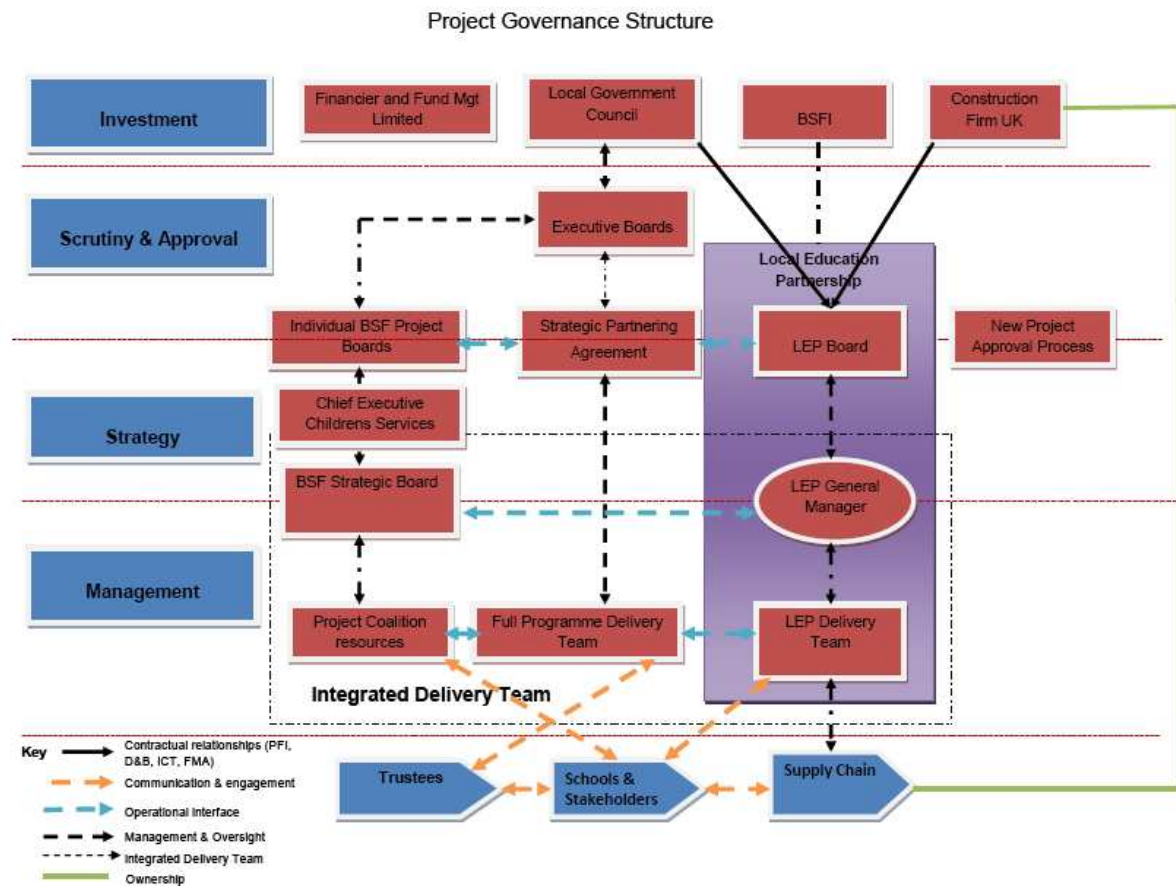 Project Governance Structure
Investment
Financier and Fund Mgt
Limited
Local Government
Council
BSFI
Construction
Firm UK
Scrutiny & Approval
Executive Boards
Local Education
Partnership
Individual BSF Project
Boards
Strategic Partnering
Agreement
LEP Board
New Project
Approval Process
Strategy
Chief Executive
Childrens Services
BSF Strategic Board
LEP General
Manager
Management
Project Coalition
resources
Full Programme Delivery
Team
LEP Delivery
Team
Integrated Delivery Team
Trustees
Schools &
Stakeholders
Supply Chain
Key
Contractual relationships (PFI,
D&B, ICT, FMA)
Communication & engagement
Operational Interface
Management & Oversight
Integrated Delivery Team
Ownership